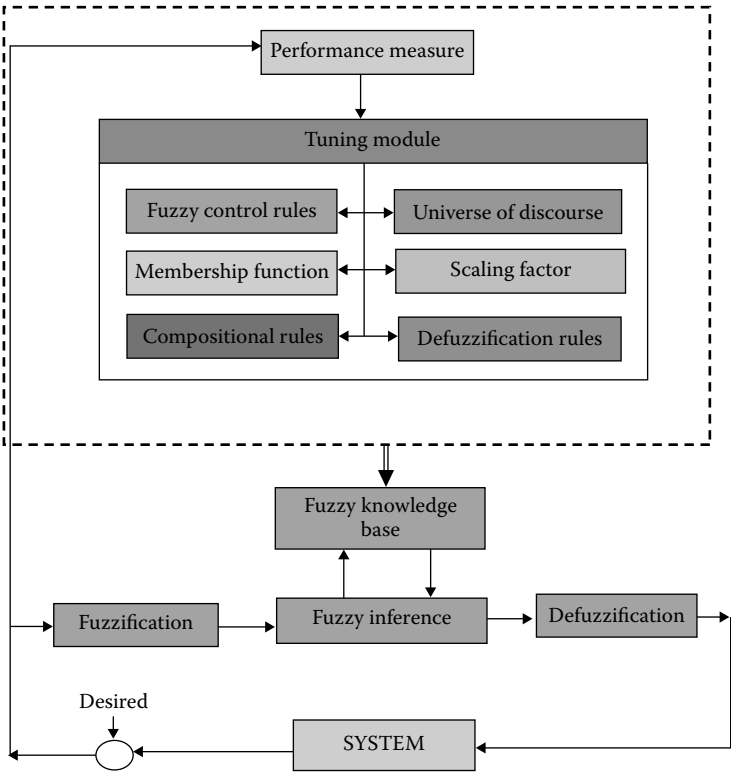 Performance measure
Tuning module
Fuzzy control rules
Universe of discourse
Membership function
Scaling factor
Compositional rules
Defuzzification rules
Fuzzy knowledge
base
Fuzzification
Fuzzy inference
Defuzzification
Desired
SYSTEM